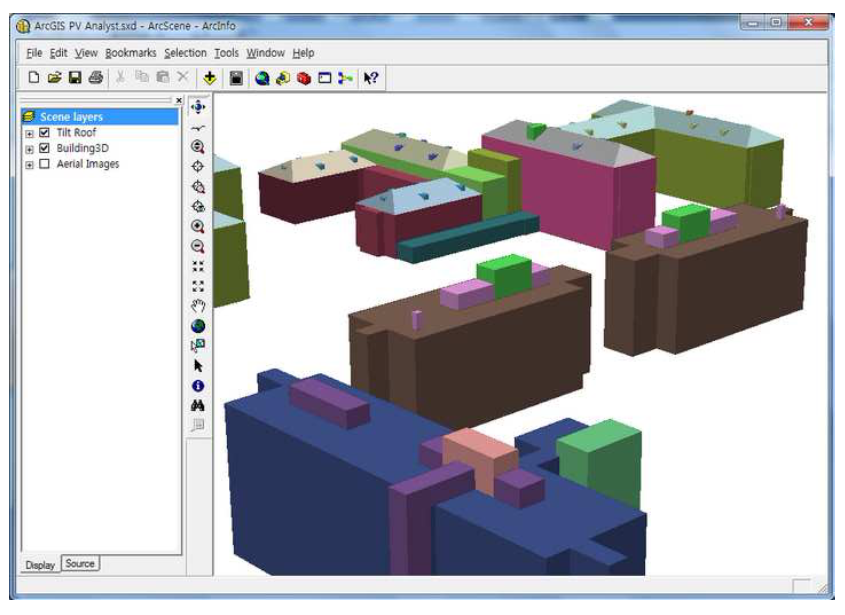 ArcGIS PV Analyst.sxd - ArcScene - ArcInfo
File Edit View Bookmarks Selection Tools Window Help
Scene layers
Tilt Roof
Building3D
Aerial Images
Display Source